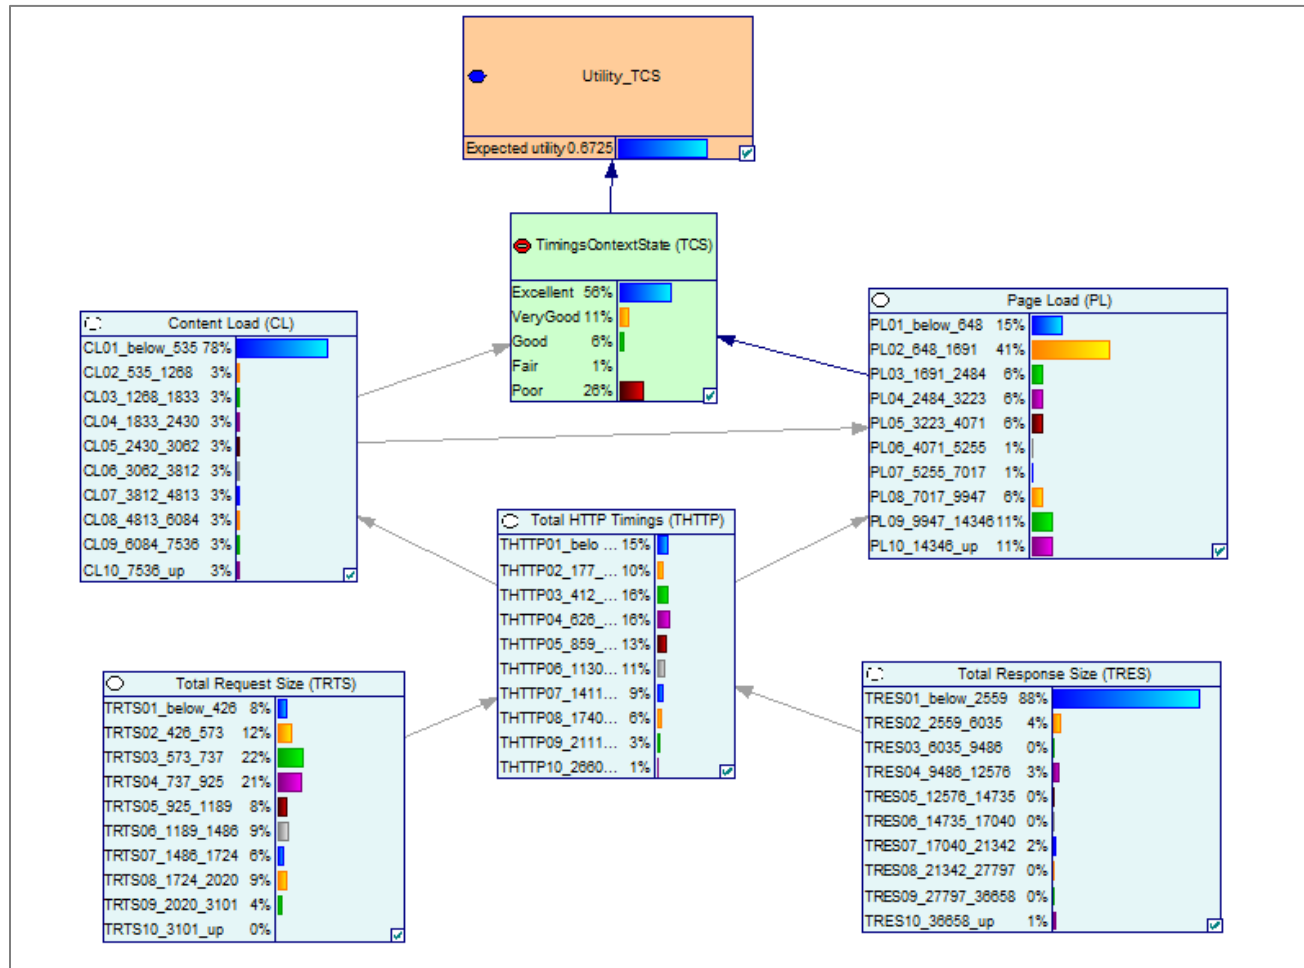 Utility_TCS
Expected utility 0.6725
TimingsContextState (TCS)
Excellent 56%
VeryGood 11%
Good 6%
Fair 1%
Poor 26%
Content Load (CL)
CL01_below_535 78%
CL02_535_1268 3%
CL03_1268_1833 3%
CL04_1833_2430 3%
CL05_2430_3062 3%
CL06_3062_3812 3%
CL07_3812_4813 3%
CL08_4813_6084 3%
CL09_6084_7536 3%
CL10_7536_up 3%
Page Load (PL)
PL01_below_648 15%
PL02_648_1691 41%
PL03_1691_2484 6%
PL04_2484_3223 6%
PL05_3223_4071 6%
PL06_4071_5255 1%
PL07_5255_7017 1%
PL08_7017_9947 6%
PL09_9947_14346 11%
PL10_14346_up 11%
Total HTTP Timings (THTTP)
THTTP01_belo ... 15%
THTTP02_177_... 10%
THTTP03_412_... 16%
THTTP04_626_... 16%
THTTP05_859_... 13%
THTTP06_1130... 11%
THTTP07_1411... 9%
THTTP08_1740... 6%
THTTP09_2111... 3%
THTTP10_2660... 1%
Total Request Size (TRTS)
TRTS01_below_426 8%
TRTS02_426_573 12%
TRTS03_573_737 22%
TRTS04_737_925 21%
TRTS05_925_1189 8%
TRTS06_1189_1486 9%
TRTS07_1486_1724 6%
TRTS08_1724_2020 9%
TRTS09_2020_3101 4%
TRTS10_3101_up 0%
Total Response Size (TRES)
TRES01_below_2559 88%
TRES02_2559_6035 4%
TRES03_6035_9486 0%
TRES04_9486_12576 3%
TRES05_12576_14735 0%
TRES06_14735_17040 0%
TRES07_17040_21342 2%
TRES08_21342_27797 0%
TRES09_27797_36658 0%
TRES10_36658_up 1%